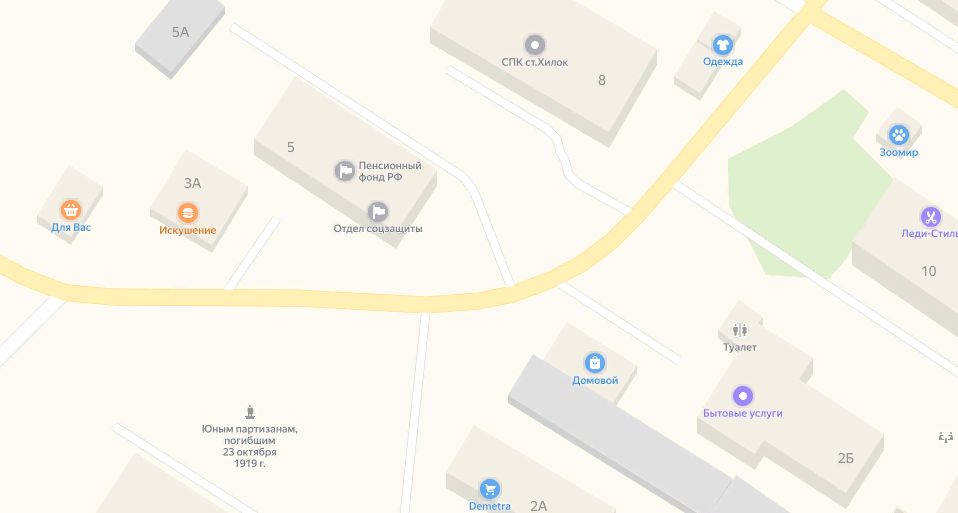 5А
СПК ст.Хилок
8
Одежда
Зоомир
5
Пенсионный
фонд РФ
3А
Отдел соцзащиты
Для Вас
Искушение
Леди-Стиль
10
Туалет
Домовой
Бытовые услуги
Юным партизанам,
погибшим
23 октября
1919 г.
2Б
Demetra
2А